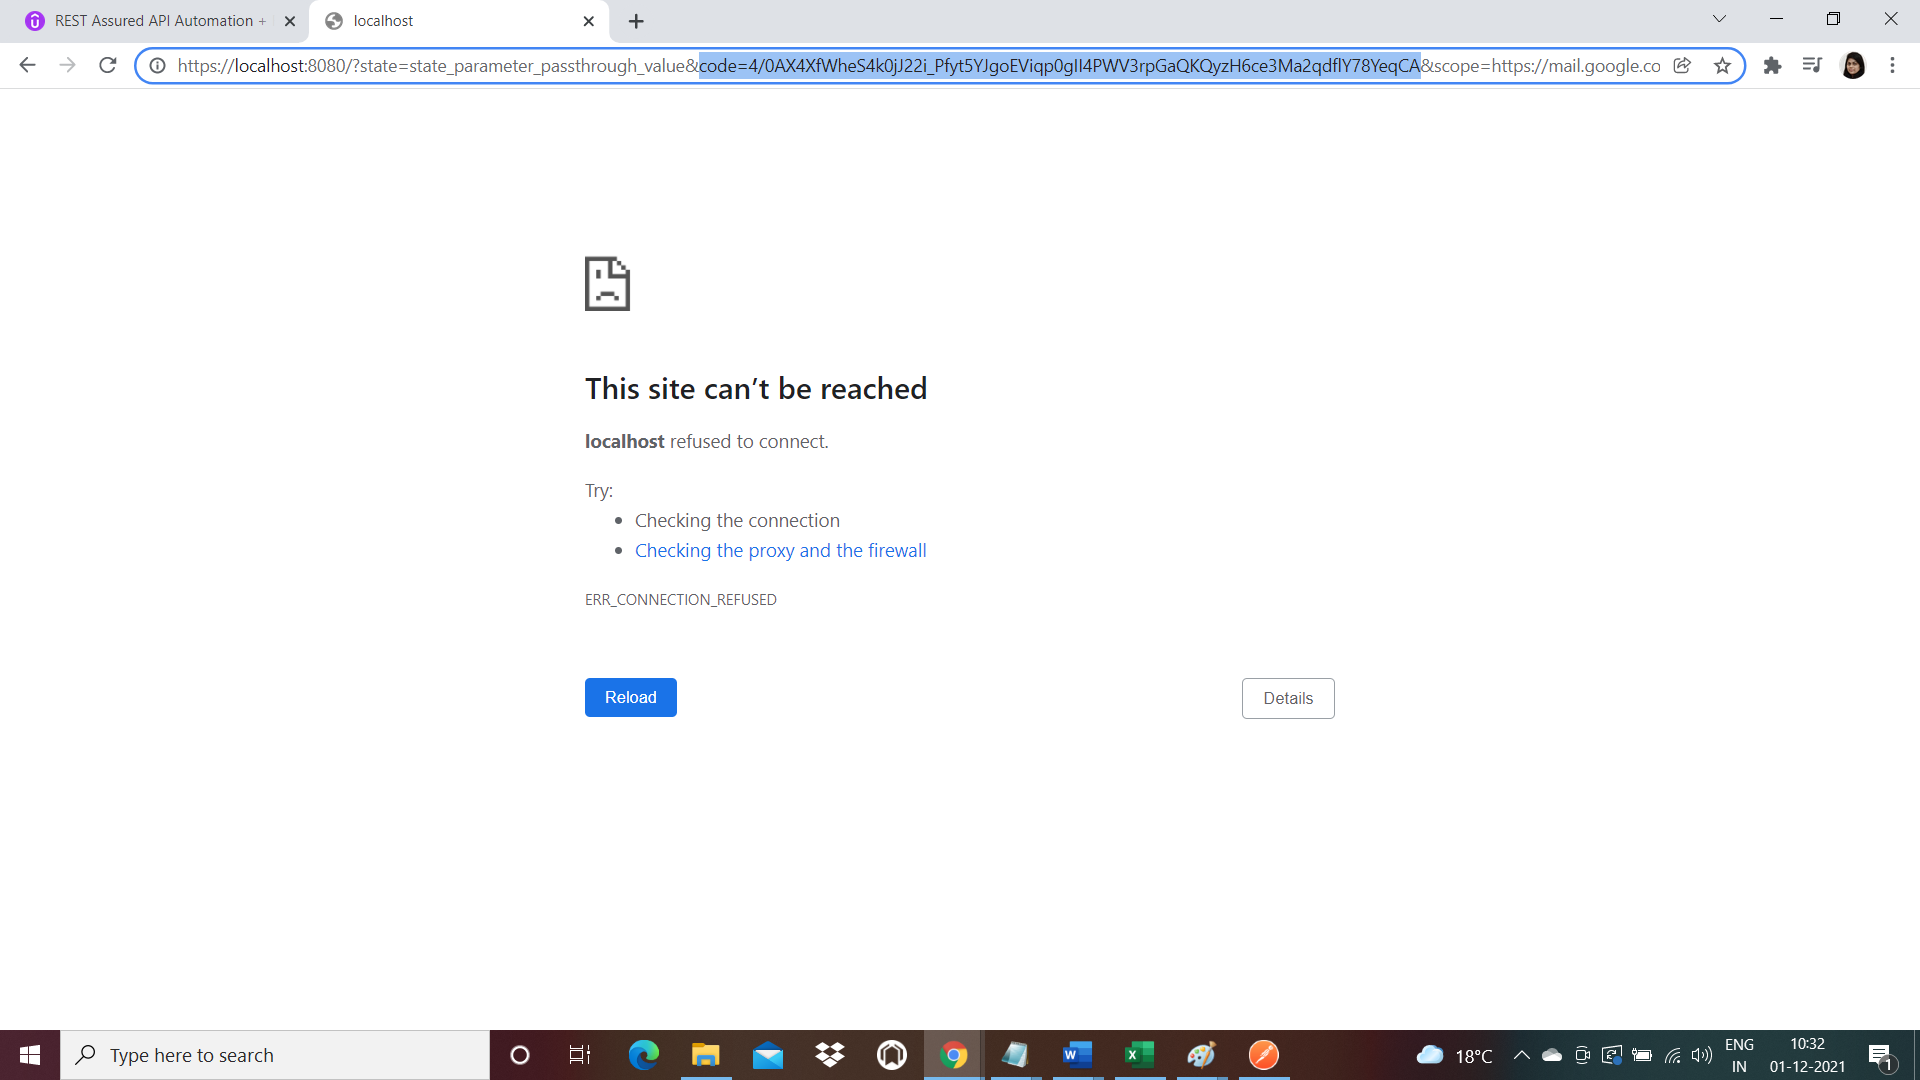 REST Assured API Automation +
localhost
https://localhost:8080/?state=state_parameter_passthrough_value&code=4/0AX4XfWheS4k0jJ22i_Pfyt5YJgoEViqp0gII4PWV3rpGaQKQyzH6ce3Ma2qdflY78YeqCA&scope=https://mail.google.co
This site can’t be reached
localhost refused to connect.
Try:
• Checking the connection
• Checking the proxy and the firewall
ERR_CONNECTION_REFUSED
Reload
Details
Type here to search
18°C
ENG
IN
10:32
01-12-2021
1